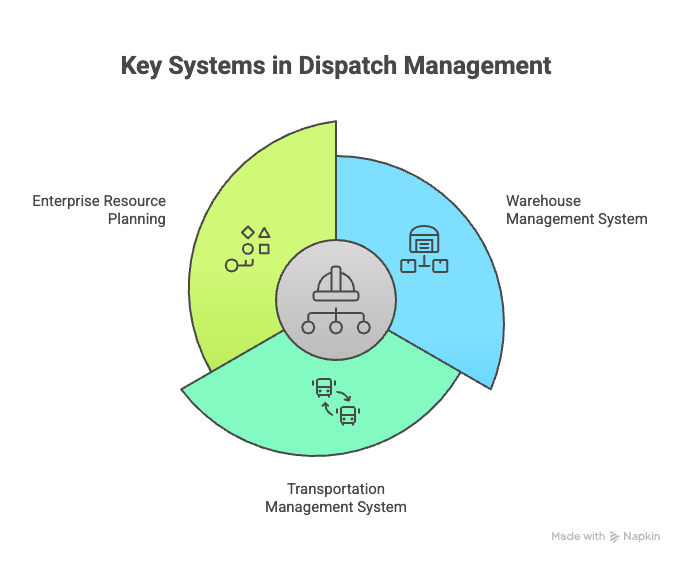 Key Systems in Dispatch Management
Enterprise Resource
Planning
Warehouse
Management System
Transportation
Management System
Made with Napkin